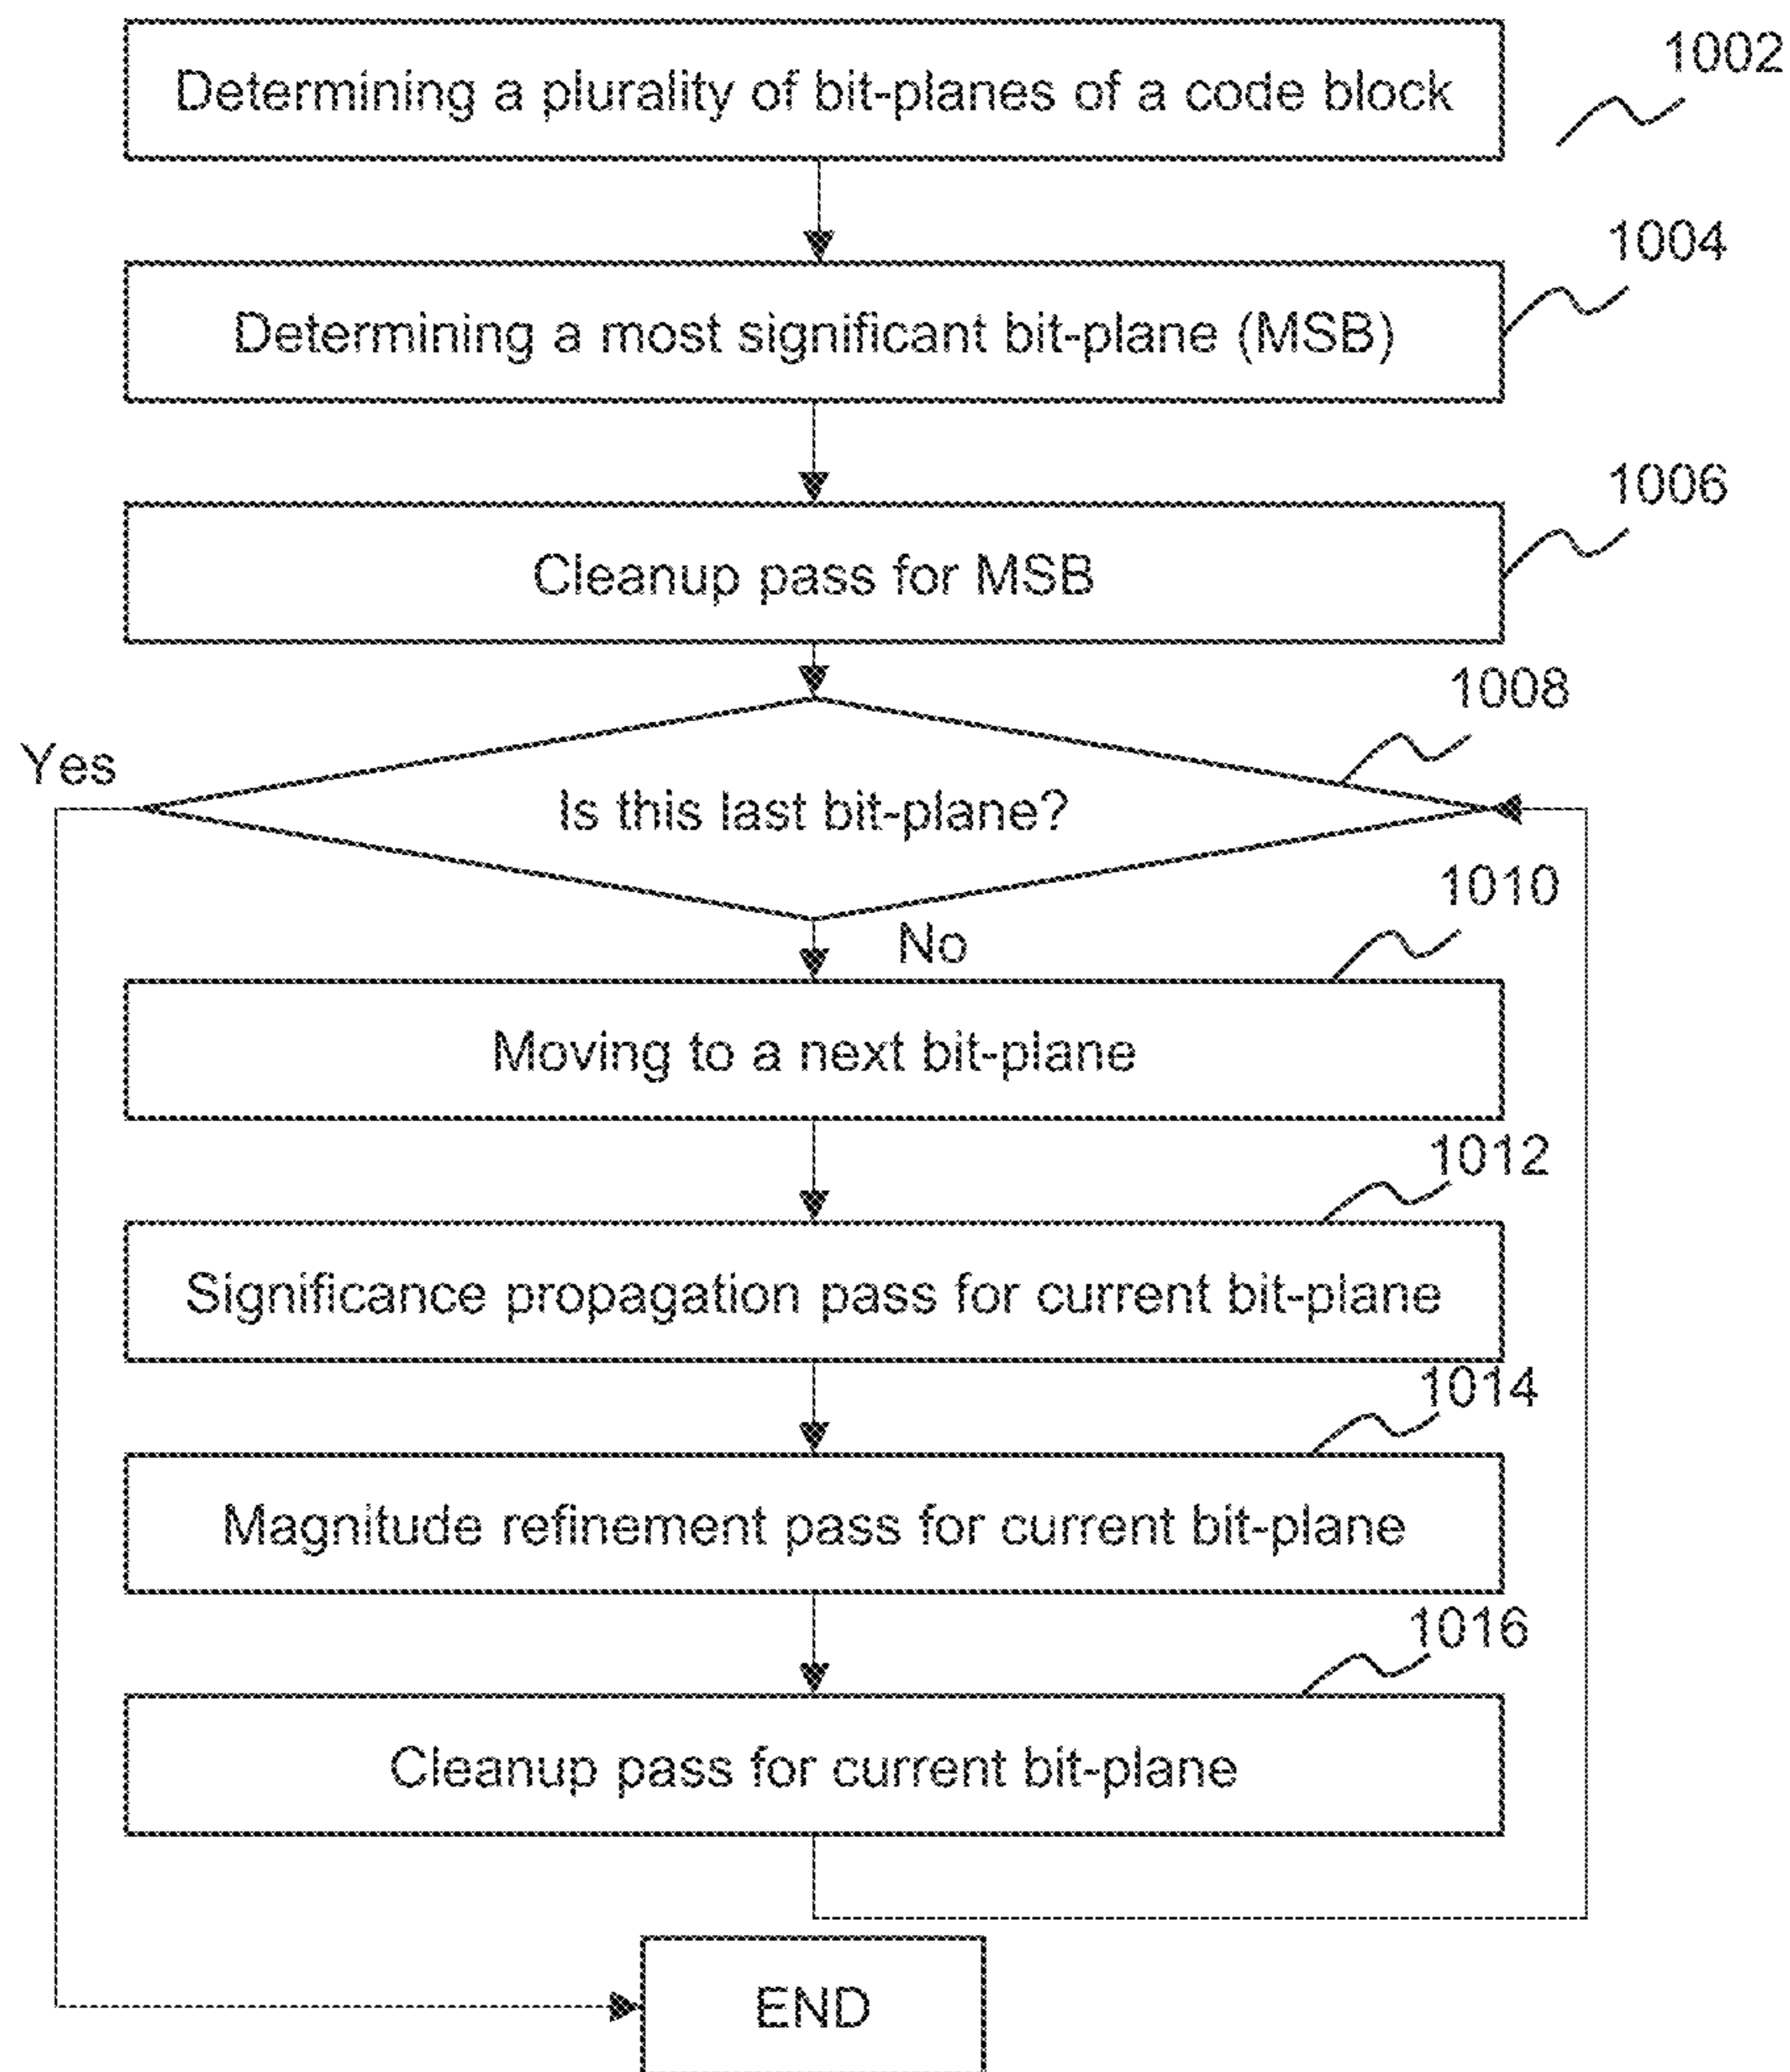 Determining a plurality of bit-planes of a code block
1002
Determining a most significant bit-plane (MSB)
1004
Cleanup pass for MSB
1006
Is this last bit-plane?
1008
Yes
No
Moving to a next bit-plane
1010
Significance propagation pass for current bit-plane
1012
Magnitude refinement pass for current bit-plane
1014
Cleanup pass for current bit-plane
1016
END